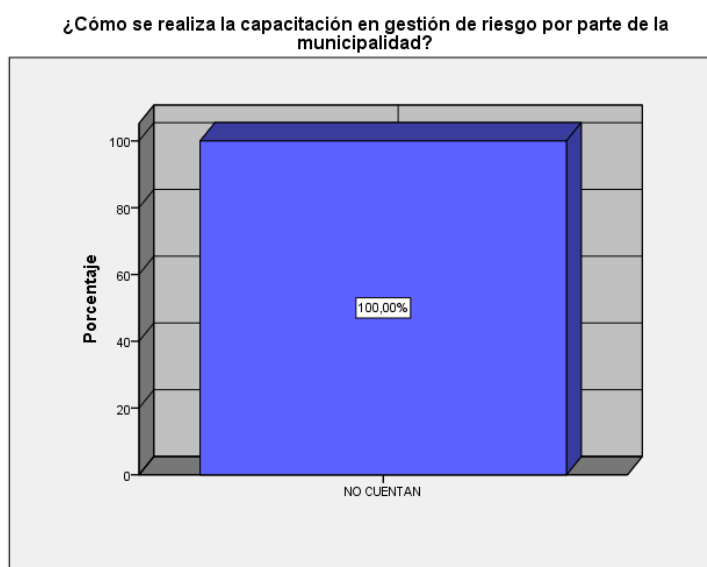 ¿Cómo se realiza la capacitación en gestión de riesgo por parte de la
municipalidad?
Porcentaje
100
80
60
40
20
0
100,00%
NO CUENTAN